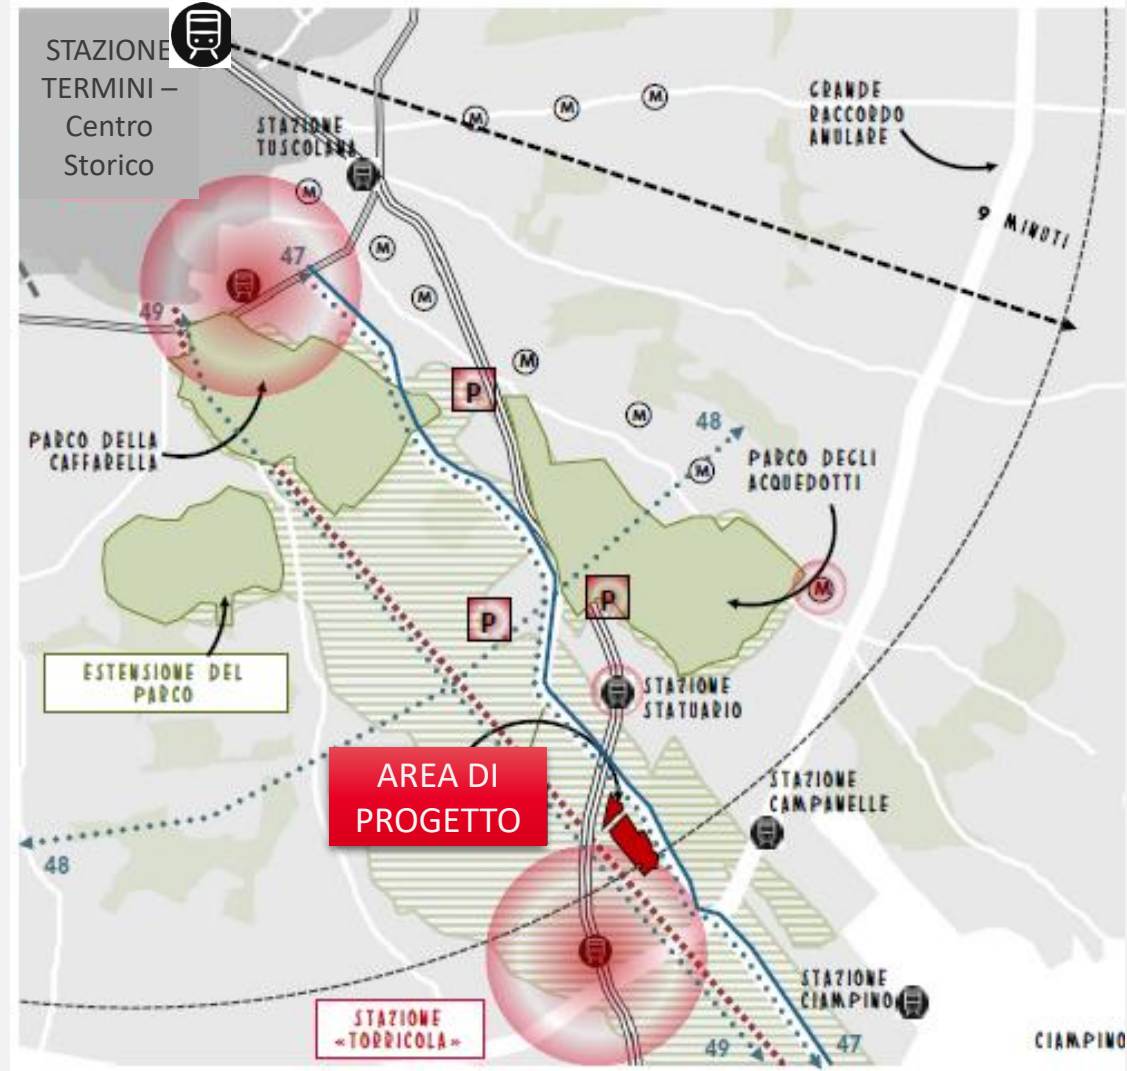 STAZIONE
TERMINI –
Centro
Storico
STAZIONE
TUSCOLANA
M
M
M
GRANDE
RACCORDO
ANULARE
9 MINUTI
M
M
M
47
49
M
P
M
48
M
PARCO DELLA
CAFFARELLA
PARCO DEGLI
ACQUEDOTTI
M
P
P
ESTENSIONE DEL
PARCO
STAZIONE
STATUARIO
AREA DI
PROGETTO
STAZIONE
CAMPANELLE
48
STAZIONE
CIAMPINO
STAZIONE
«TORRICOLA»
49
47
CIAMPINO